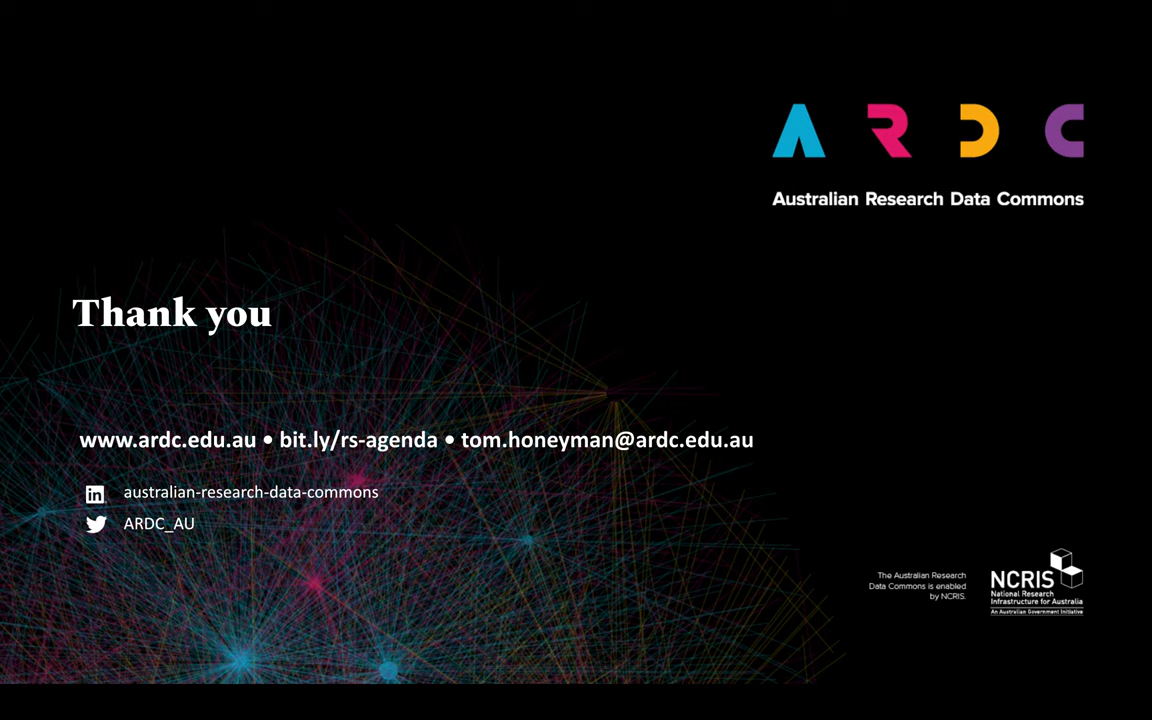 ARDC
Australian Research Data Commons
Thank you
www.ardc.edu.au • bit.ly/rs-agenda • tom.honeyman@ardc.edu.au
in australian-research-data-commons
ARDC_AU
The Australian Research
Data Commons is enabled
by NCRIS.
NCRIS
National Research
Infrastructure for Australia
An Australian Government Initiative